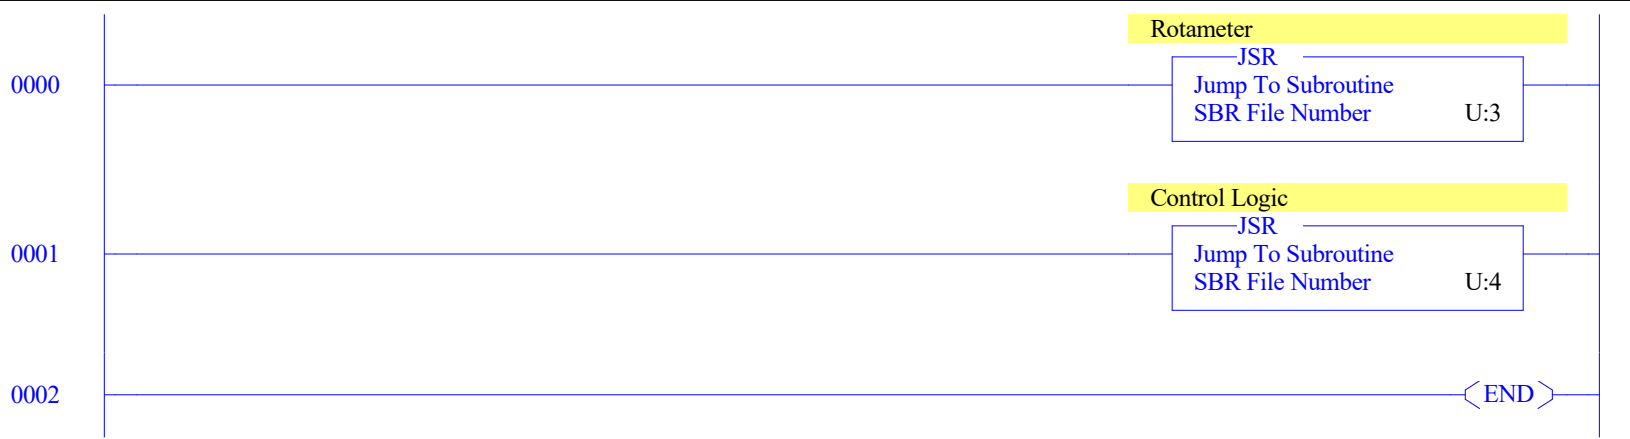 Rotameter
JSR
0000
Jump To Subroutine
SBR File Number U:3
Control Logic
JSR
0001
Jump To Subroutine
SBR File Number U:4
0002
END